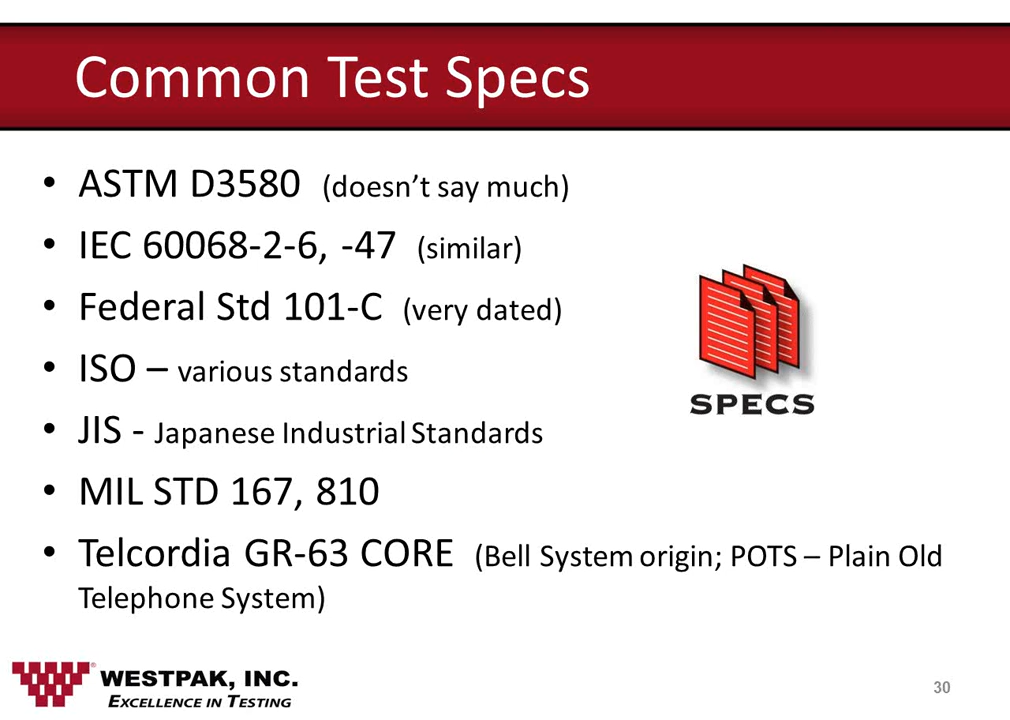 Common Test Specs
• ASTM D3580 (doesn’t say much)
• IEC 60068-2-6, -47 (similar)
• Federal Std 101-C (very dated)
• ISO – various standards
• JIS - Japanese Industrial Standards
• MIL STD 167, 810
• Telcordia GR-63 CORE (Bell System origin; POTS – Plain Old
Telephone System)
SPECS
® WESTPAK, INC.
EXCELLENCE IN TESTING
30